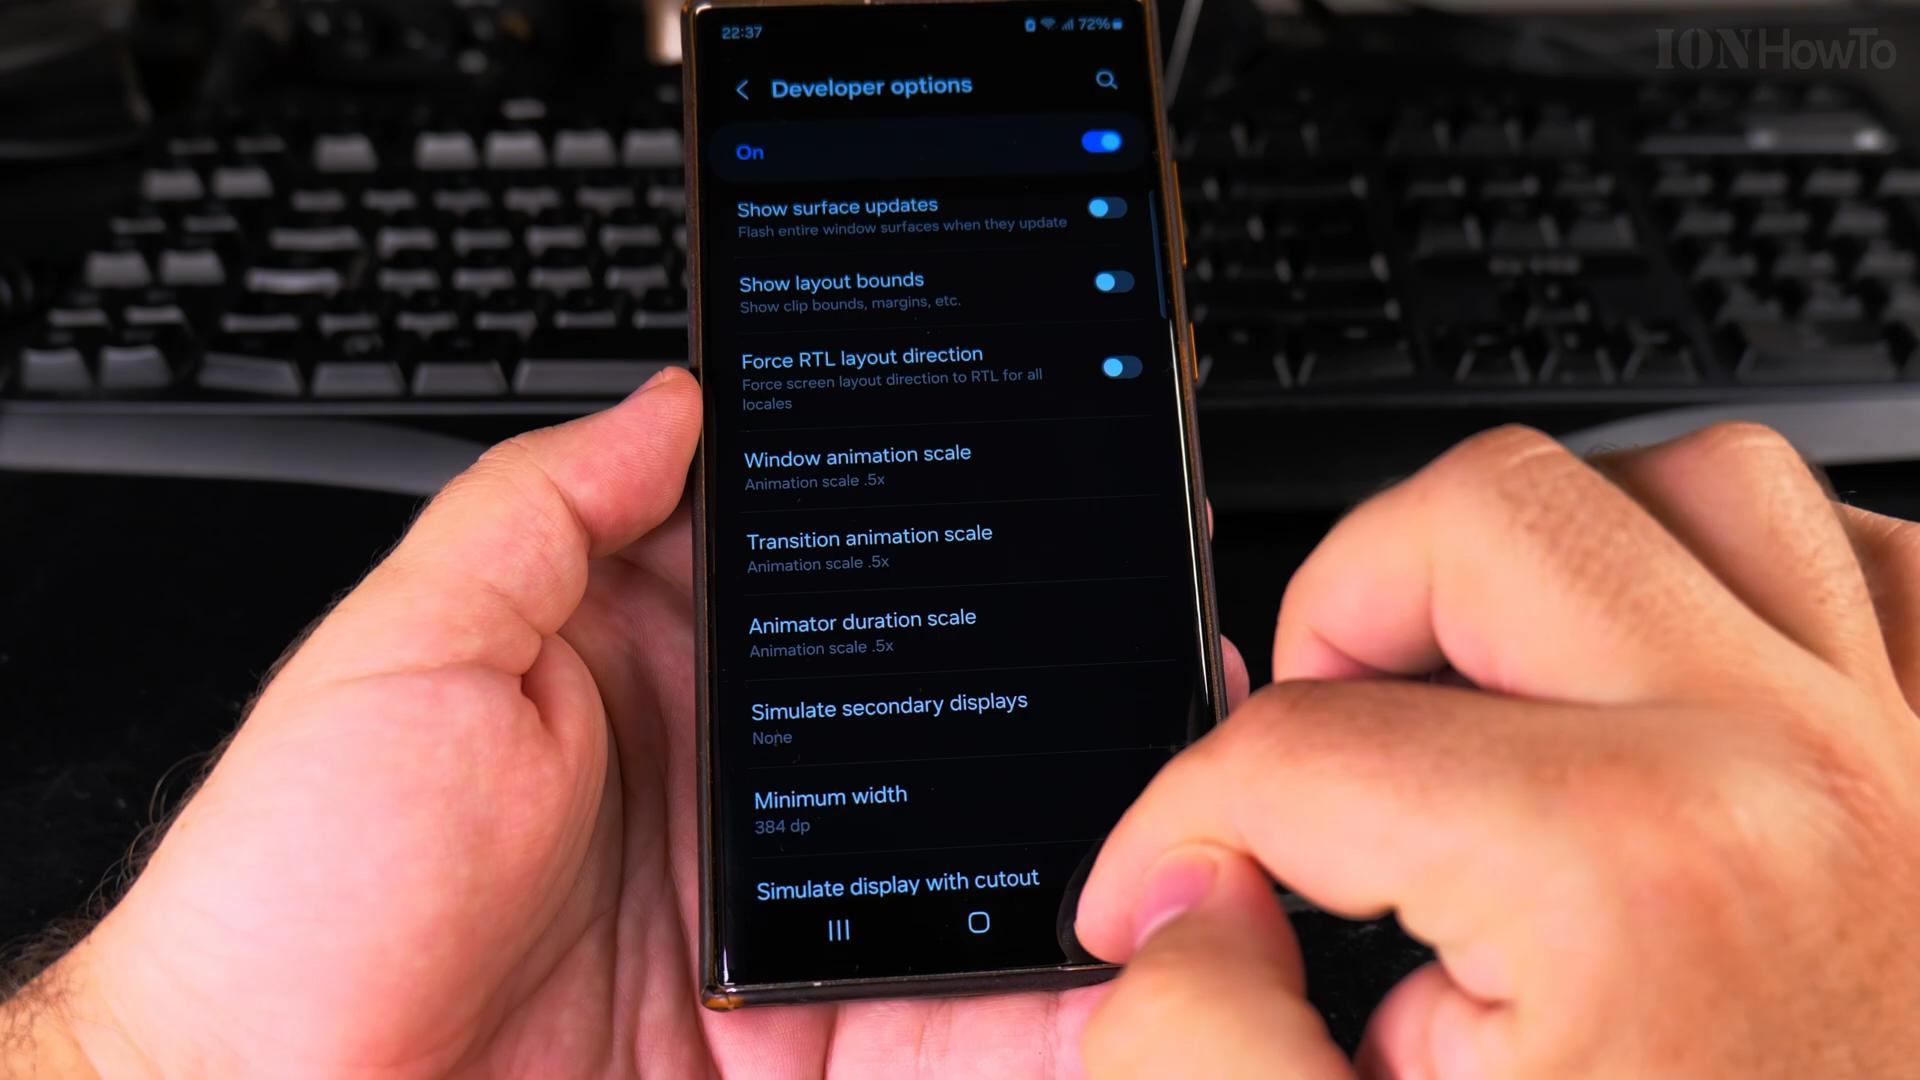 IONHowTo
22:37
72%
Developer options
On
Show surface updates
Flash entire window surfaces when they update
Show layout bounds
Show clip bounds, margins, etc.
Force RTL layout direction
Force screen layout direction to RTL for all
locales
Window animation scale
Animation scale .5x
Transition animation scale
Animation scale .5x
Animator duration scale
Animation scale .5x
Simulate secondary displays
None
Minimum width
384 dp
Simulate display with cutout